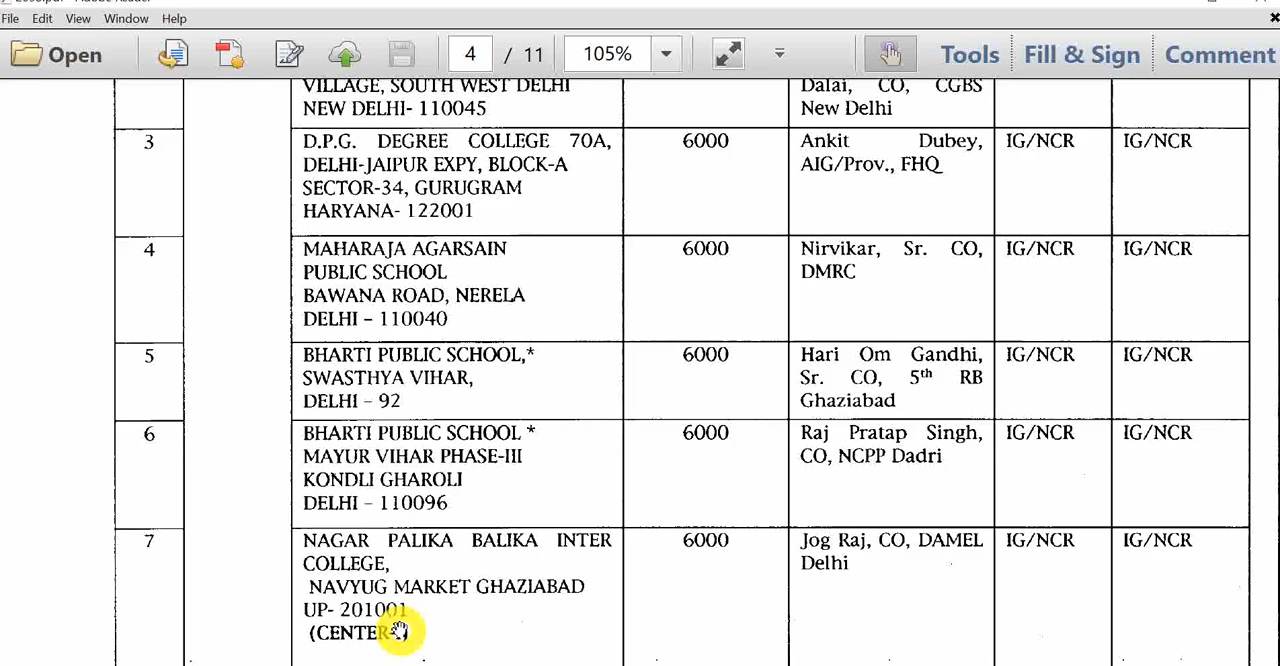 File Edit View Window Help
Open 4 / 11 105% Tools Fill & Sign Comment
VILLAGE, SOUTH WEST DELHI
NEW DELHI- 110045
Dalai, CO, CGBS
New Delhi
3
D.P.G. DEGREE COLLEGE 70A,
DELHI-JAIPUR EXPY, BLOCK-A
SECTOR-34, GURUGRAM
HARYANA- 122001
6000
Ankit Dubey,
AIG/Prov., FHQ
IG/NCR
IG/NCR
4
MAHARAJA AGARSAIN
PUBLIC SCHOOL
BAWANA ROAD, NERELA
DELHI – 110040
6000
Nirvikar, Sr. CO,
DMRC
IG/NCR
IG/NCR
5
BHARTI PUBLIC SCHOOL,*
SWASTHYA VIHAR,
DELHI – 92
6000
Hari Om Gandhi,
Sr. CO, 5th RB
Ghaziabad
IG/NCR
IG/NCR
6
BHARTI PUBLIC SCHOOL *
MAYUR VIHAR PHASE-III
KONDLI GHAROLI
DELHI – 110096
6000
Raj Pratap Singh,
CO, NCPP Dadri
IG/NCR
IG/NCR
7
NAGAR PALIKA BALIKA INTER
COLLEGE,
NAVYUG MARKET GHAZIABAD
UP- 201001
(CENTER
6000
Jog Raj, CO, DAMEL
Delhi
IG/NCR
IG/NCR